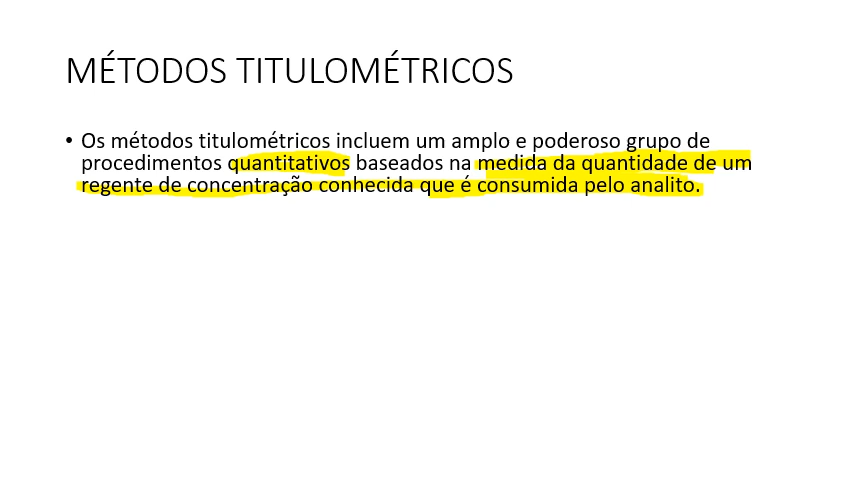 MÉTODOS TITULOMÉTRICOS
• Os métodos titulométricos incluem um amplo e poderoso grupo de
procedimentos quantitativos baseados na medida da quantidade de um
regente de concentração conhecida que é consumida pelo analito.